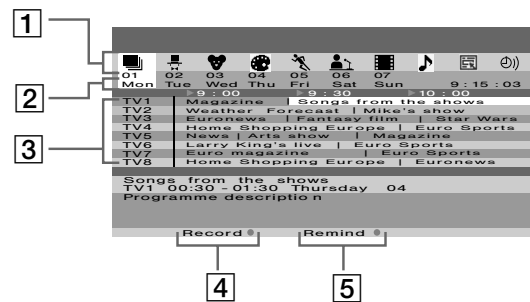 1
01 02 03 04 05 06 07
2 Mon Tue Wed Thu Fri Sat Sun 9:15:03
9:00 9:30 10:00
TV1 Magazine | Songs from the shows
TV2 Weather Forecast | Mike's show
TV3 Euronews | Fantasy film | Star Wars
TV4 Home Shopping Europe | Euro Sports
3 TV5 News | Arts show | Magazine
TV6 Larry King's live | Euro Sports
TV7 Euro magazine | Euro Sports
TV8 Home Shopping Europe | Euronews
Songs from the shows
TV1 00:30 - 01:30 Thursday 04
Programme description
Record Remind
4 5